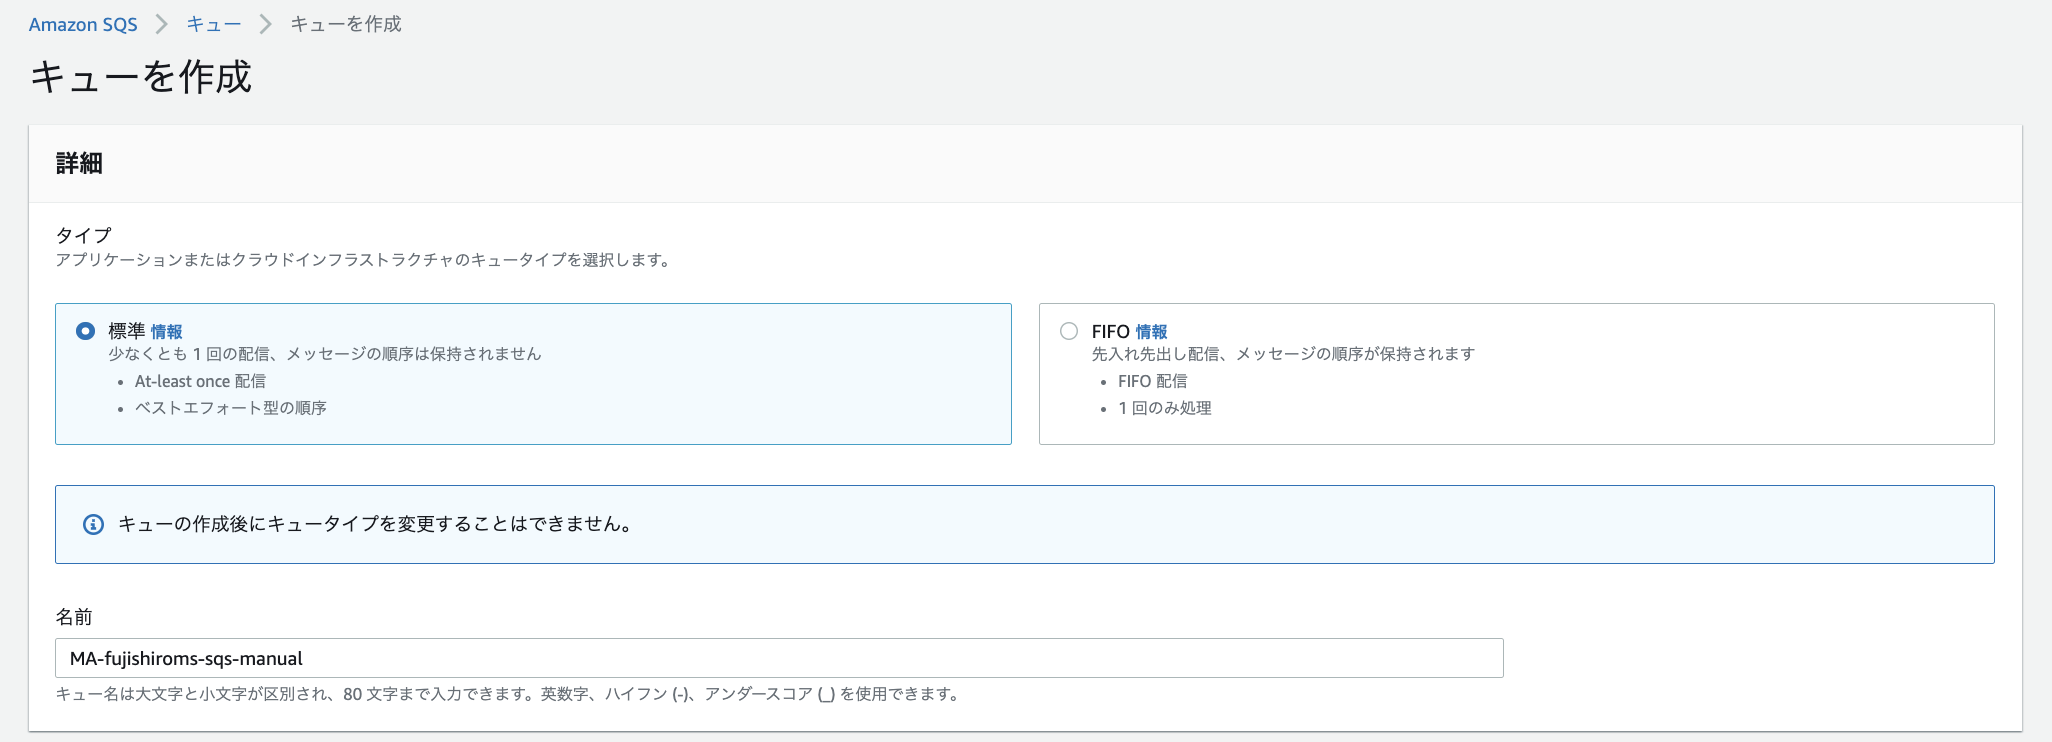 Amazon SQS > キュー > キューを作成
キューを作成
詳細
タイプ
アプリケーションまたはクラウドインフラストラクチャのキュータイプを選択します。
標準 情報
少なくとも 1 回の配信、メッセージの順序は保持されません
• At-least once 配信
• ベストエフォート型の順序
FIFO 情報
先入れ先出し配信、メッセージの順序が保持されます
• FIFO 配信
• 1 回のみ処理
キューの作成後にキュータイプを変更することはできません。
名前
MA-fujishiroms-sqs-manual
キュー名は大文字と小文字が区別され、80 文字まで入力できます。英数字、ハイフン (-)、アンダースコア (_) を使用できます。